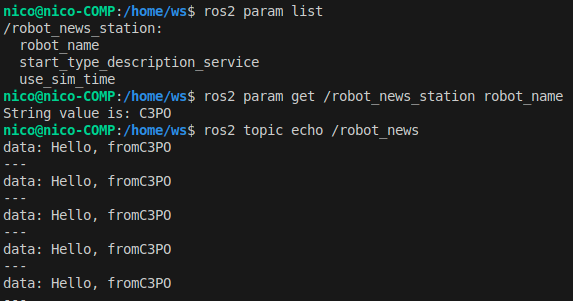 nico@nico-COMP:/home/ws$ ros2 param list
/robot_news_station:
  robot_name
  start_type_description_service
  use_sim_time
nico@nico-COMP:/home/ws$ ros2 param get /robot_news_station robot_name
String value is: C3PO
nico@nico-COMP:/home/ws$ ros2 topic echo /robot_news
data: Hello, fromC3PO
---
data: Hello, fromC3PO
---
data: Hello, fromC3PO
---
data: Hello, fromC3PO
---
data: Hello, fromC3PO
---